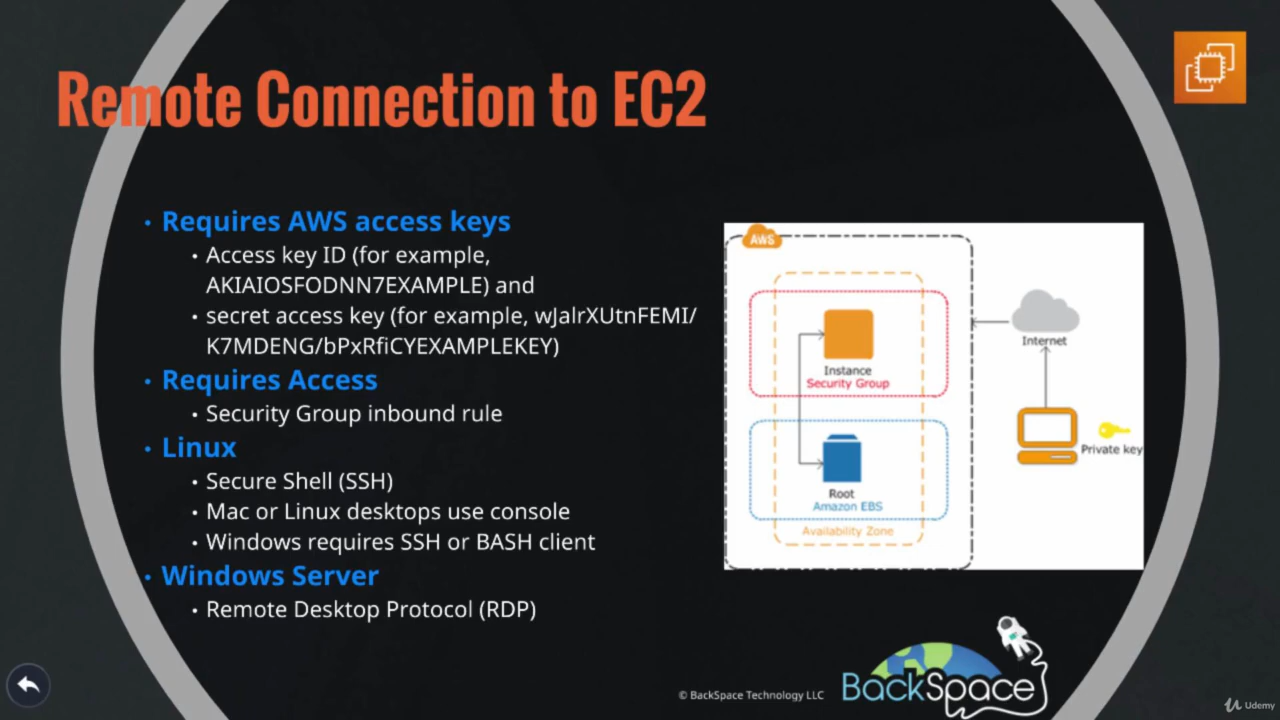 Remote Connection to EC2
• Requires AWS access keys
• Access key ID (for example,
AKIAIOSFODNN7EXAMPLE) and
• secret access key (for example, wJalrXUtnFEMI/
K7MDENG/bPxRfiCYEXAMPLEKEY)
• Requires Access
• Security Group inbound rule
• Linux
• Secure Shell (SSH)
• Mac or Linux desktops use console
• Windows requires SSH or BASH client
• Windows Server
• Remote Desktop Protocol (RDP)
AWS
Instance
Security Group
Root
Amazon EBS
Availability Zone
Internet
Private key
© BackSpace Technology LLC
BackSpace
Udemy